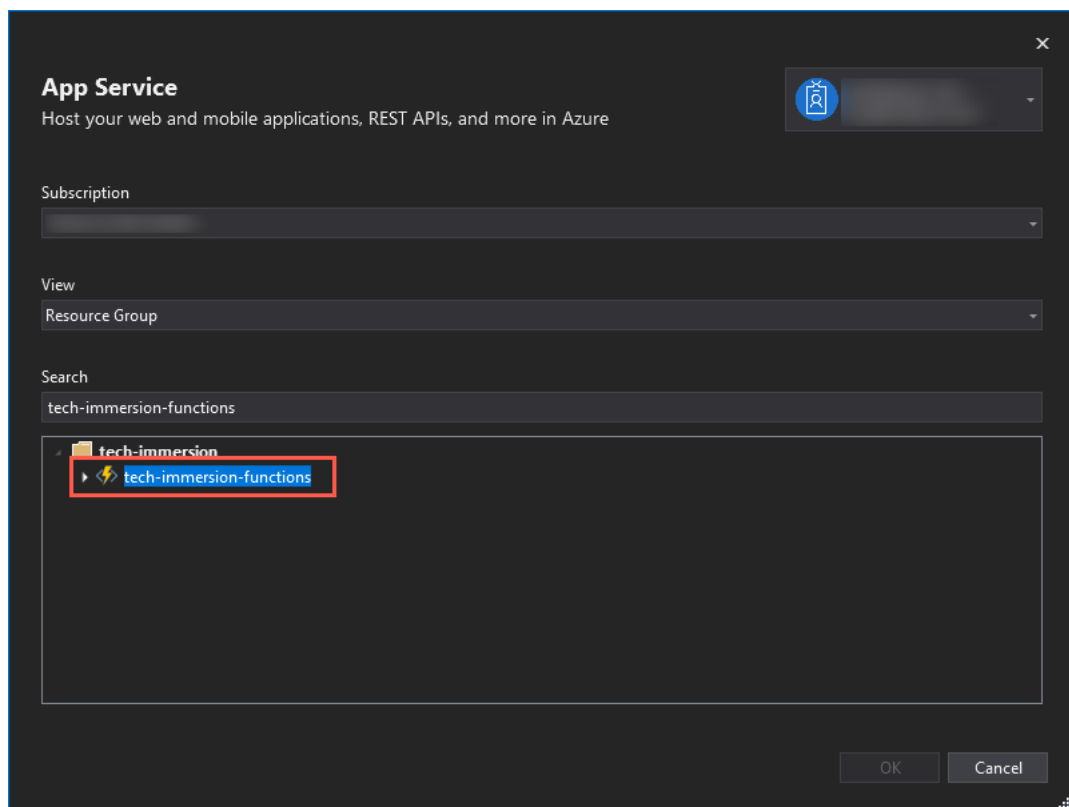 App Service
Host your web and mobile applications, REST APIs, and more in Azure
Subscription
View
Resource Group
Search
tech-immersion-functions
tech-immersion
tech-immersion-functions
OK
Cancel